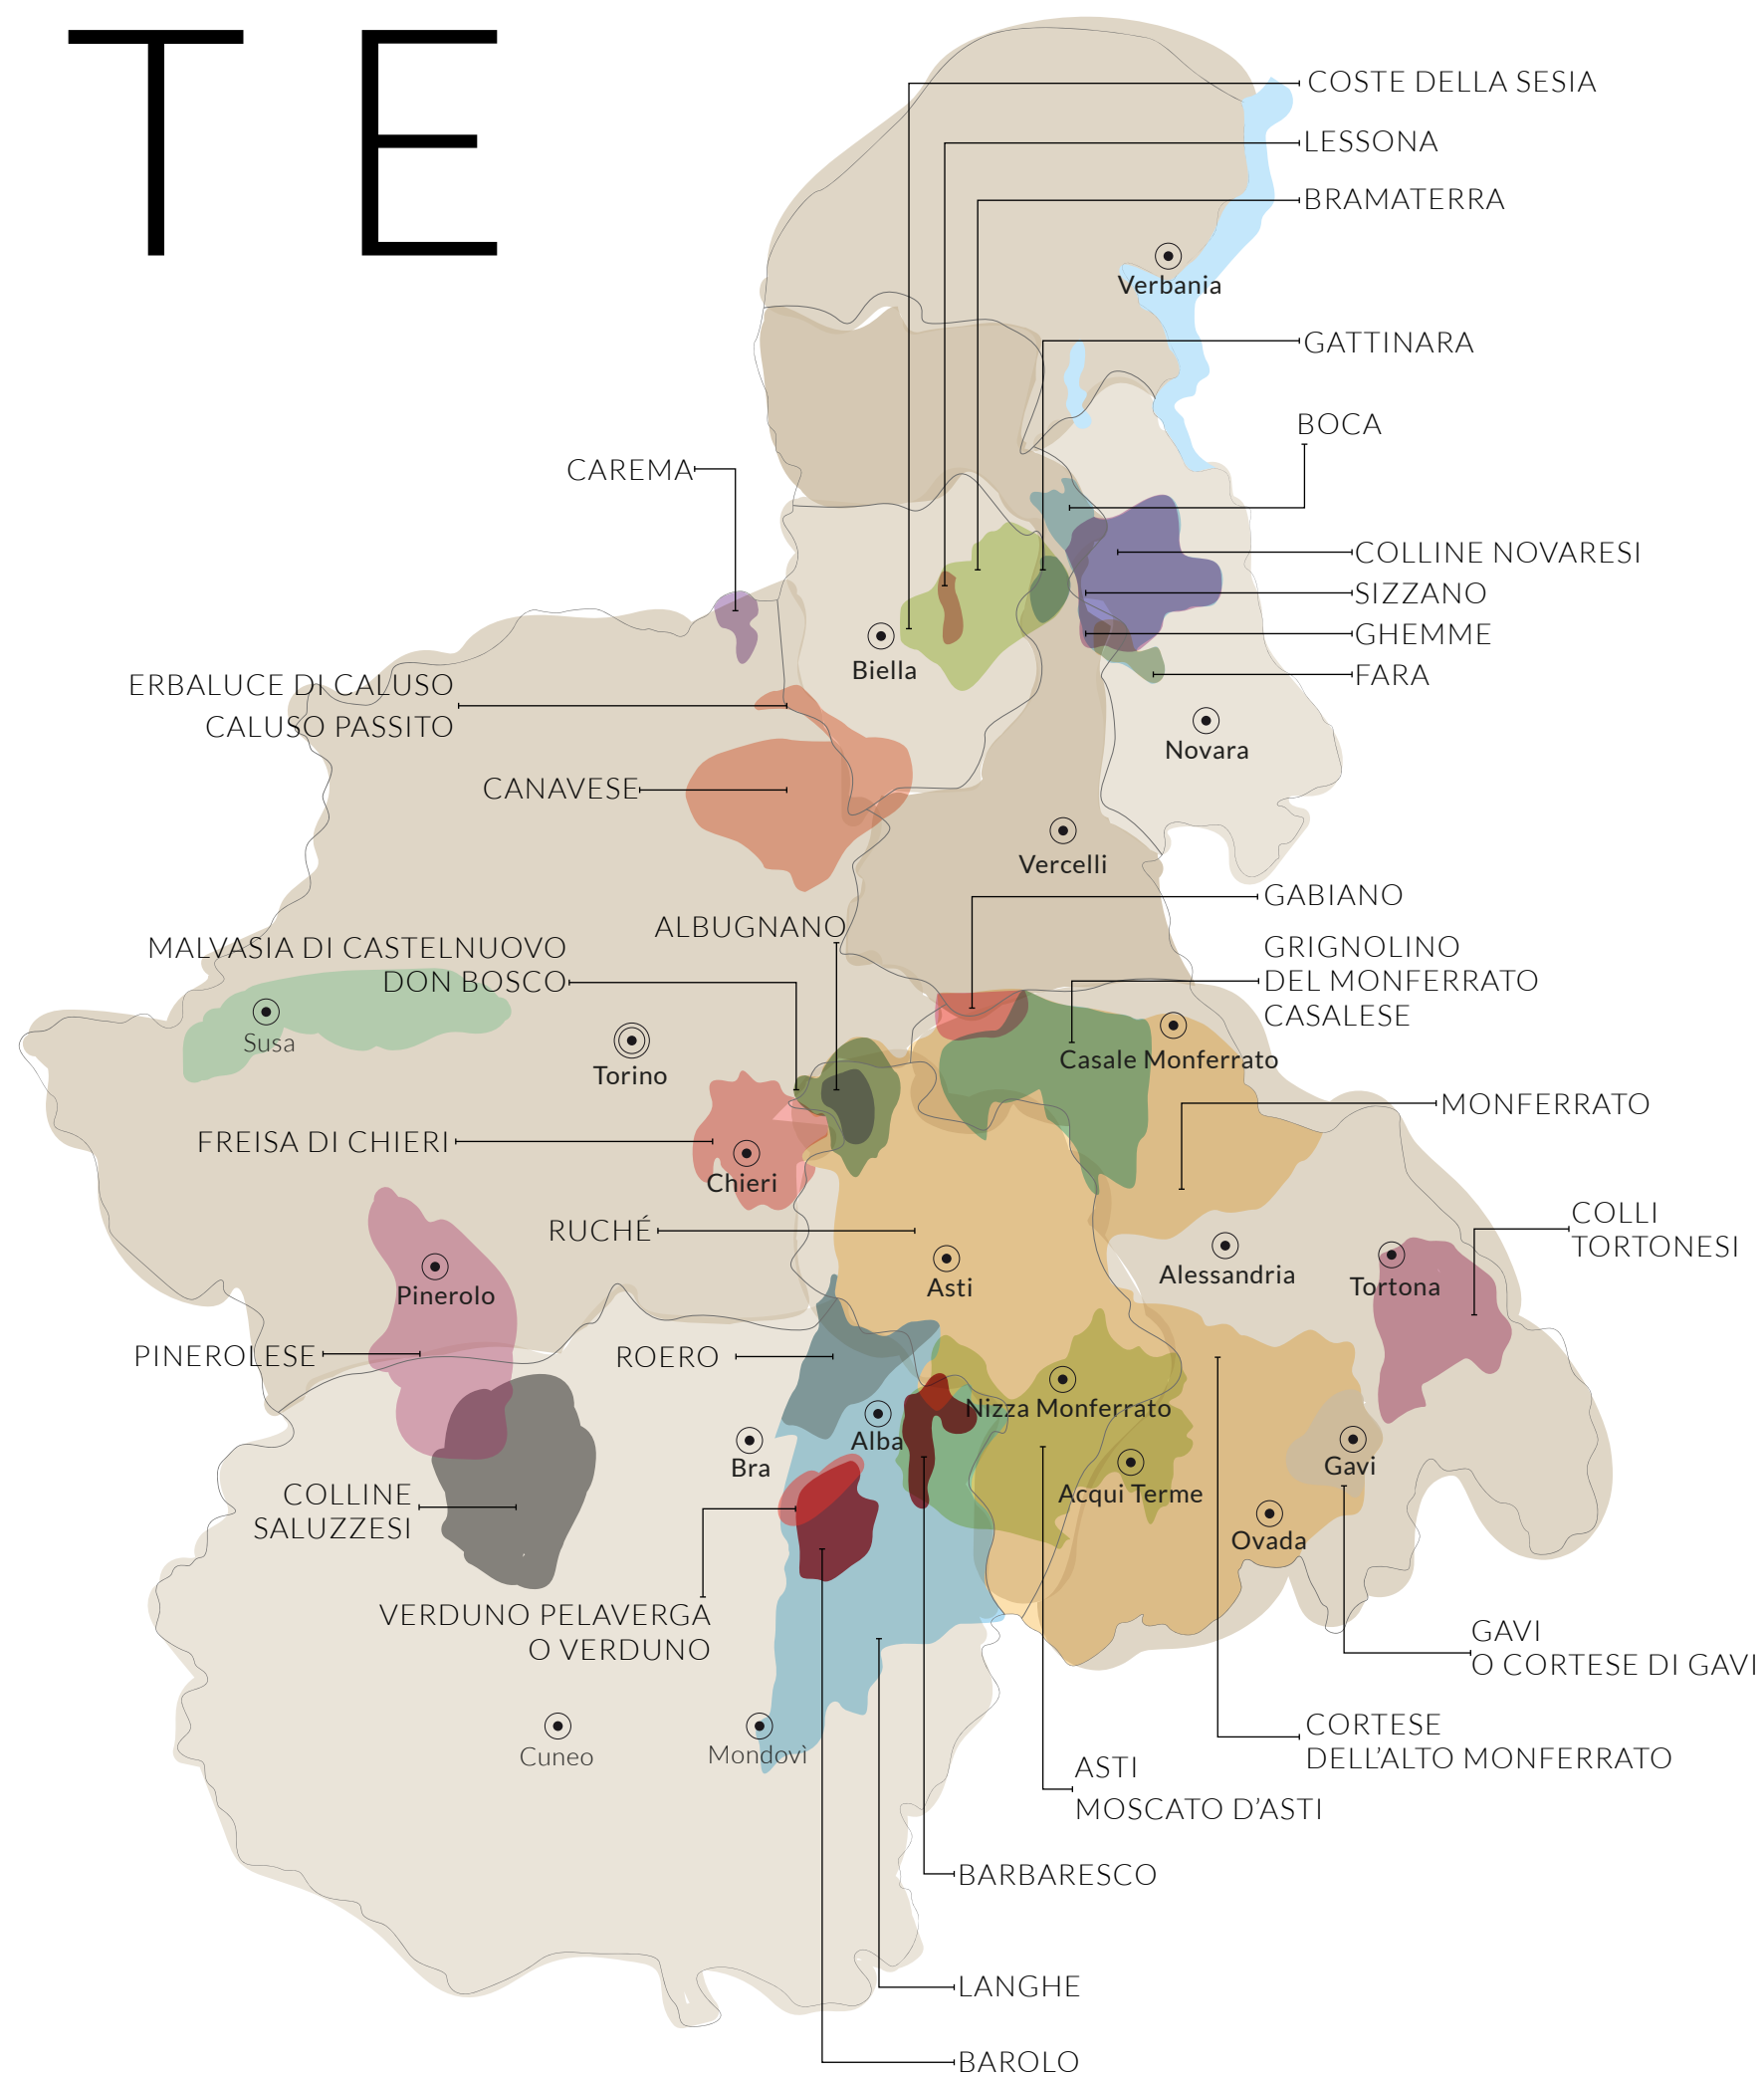 T E
COSTE DELLA SESIA
LESSONA
BRAMATERRA
Verbania
GATTINARA
BOCA
CAREMA
COLLINE NOVARESI
SIZZANO
GHEMME
Biella
FARA
ERBALUCE DI CALUSO
CALUSO PASSITO
Novara
CANAVESE
Vercelli
GABIANO
ALBUGNANO
MALVASIA DI CASTELNUOVO
DON BOSCO
GRIGNOLINO
DEL MONFERRATO
CASALESE
Susa
Torino
Casale Monferrato
MONFERRATO
FREISA DI CHIERI
Chieri
COLLI
TORTONESI
RUCHÉ
Pinerolo
Asti
Alessandria
Tortona
PINEROLESE
ROERO
Nizza Monferrato
Alba
Bra
Gavi
Acqui Terme
COLLINE
SALUZZESI
Ovada
VERDUNO PELAVERGA
O VERDUNO
GAVI
O CORTESE DI GAVI
Cuneo
Mondovì
CORTESE
DELL'ALTO MONFERRATO
ASTI
MOSCATO D'ASTI
BARBARESCO
LANGHE
BAROLO